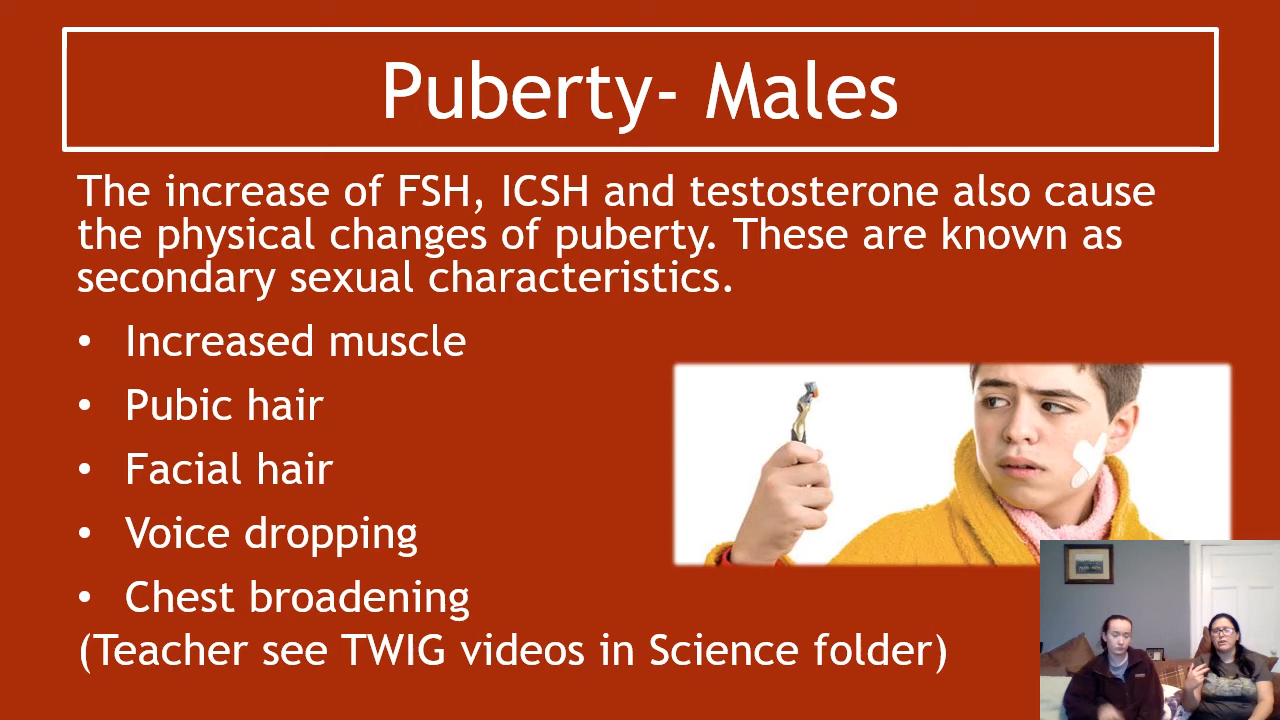 Puberty- Males
The increase of FSH, ICSH and testosterone also cause
the physical changes of puberty. These are known as
secondary sexual characteristics.
• Increased muscle
• Pubic hair
• Facial hair
• Voice dropping
• Chest broadening
(Teacher see TWIG videos in Science folder)